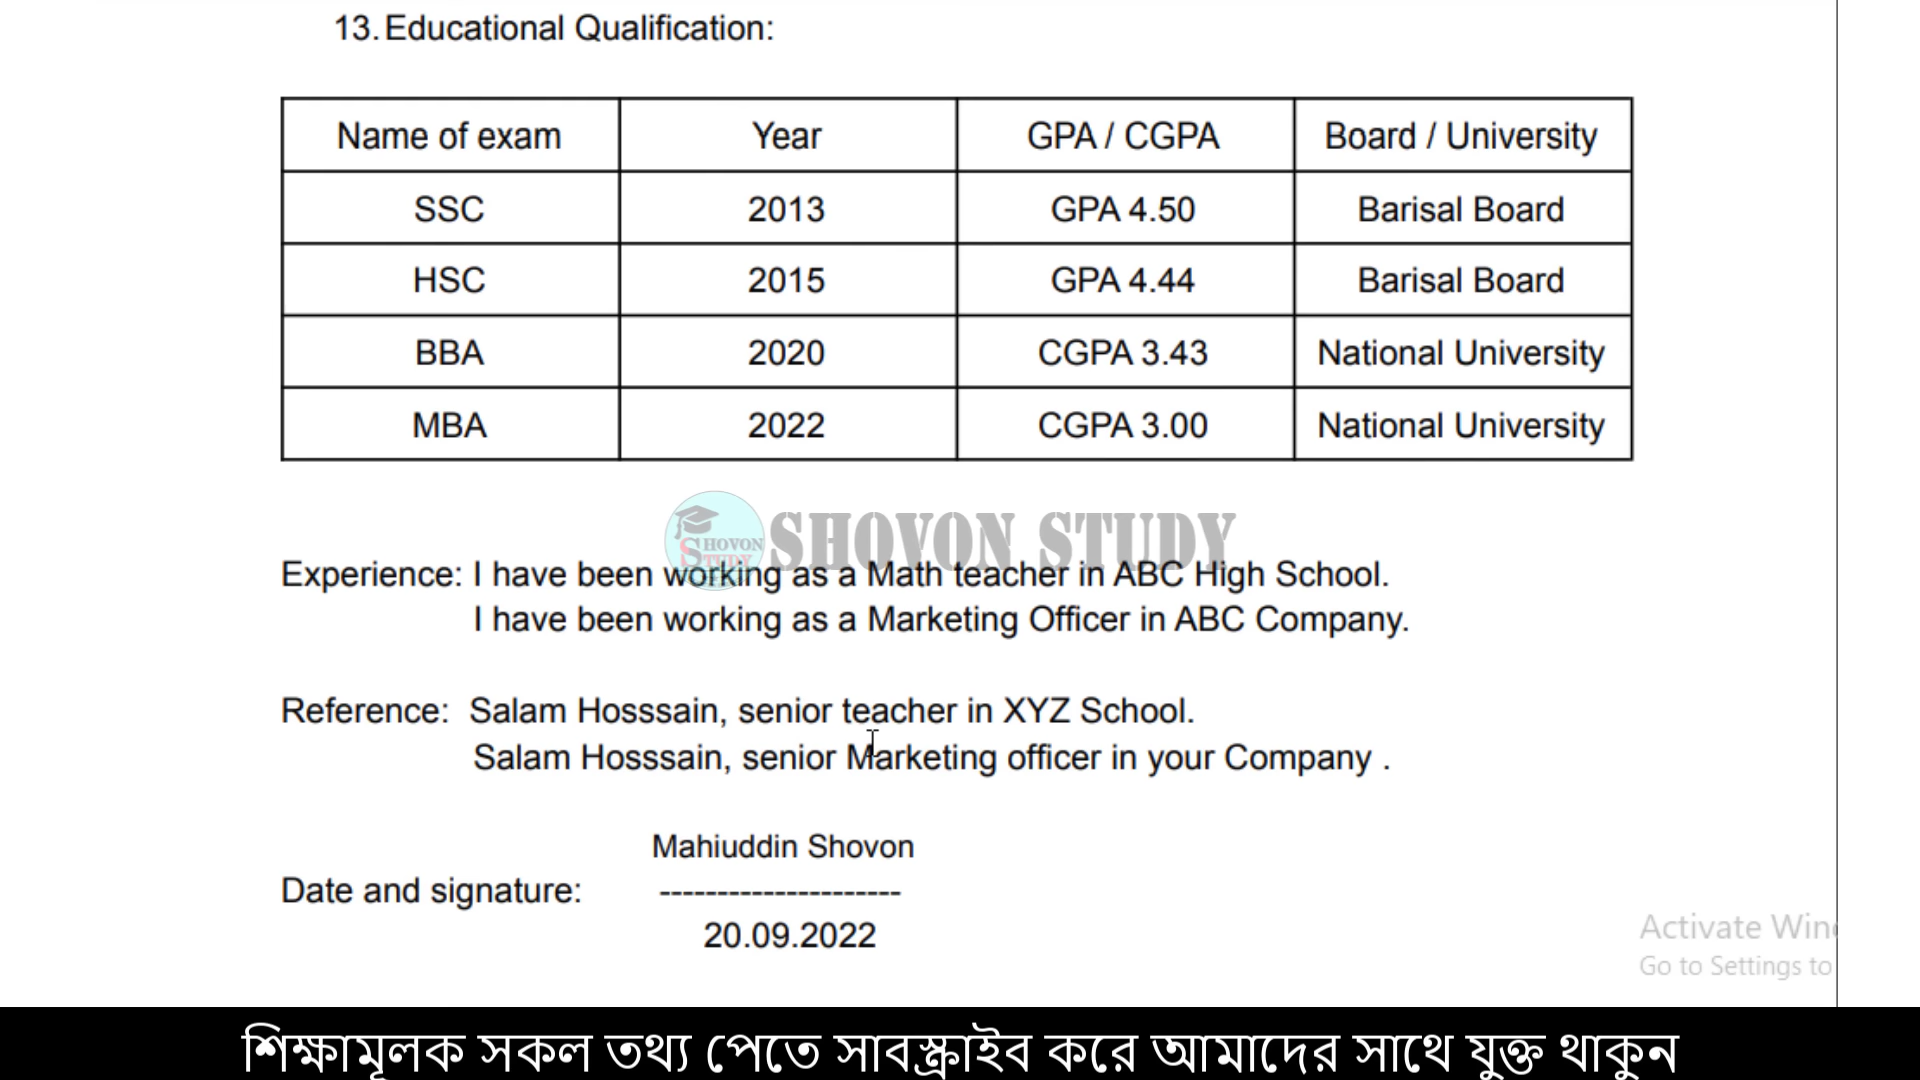 13. Educational Qualification:
Name of exam Year GPA / CGPA Board / University
SSC 2013 GPA 4.50 Barisal Board
HSC 2015 GPA 4.44 Barisal Board
BBA 2020 CGPA 3.43 National University
MBA 2022 CGPA 3.00 National University
SHOVON STUDY
SHOVON STUDY
Experience: I have been working as a Math teacher in ABC High School.
I have been working as a Marketing Officer in ABC Company.
Reference: Salam Hosssain, senior teacher in XYZ School.
Salam Hosssain, senior Marketing officer in your Company .
Mahiuddin Shovon
Date and signature: ---------------------
20.09.2022
Activate Win
Go to Settings to
শিক্ষামূলক সকল তথ্য পেতে সাবস্ক্রাইব করে আমাদের সাথে যুক্ত থাকুন